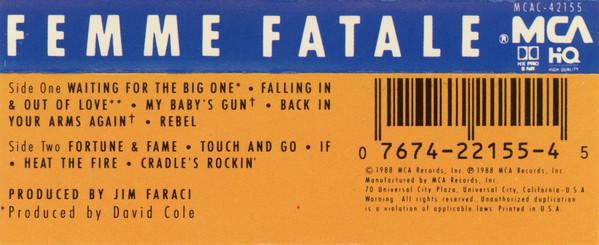 MCAC-42155
FEMME FATALE® MCA
HX PRO
B NR
HiQ
HIGH QUALITY
Side One WAITING FOR THE BIG ONE* • FALLING IN
& OUT OF LOVE** • MY BABY'S GUN† • BACK IN
YOUR ARMS AGAIN† • REBEL
Side Two FORTUNE & FAME • TOUCH AND GO • IF
• HEAT THE FIRE • CRADLE'S ROCKIN'
PRODUCED BY JIM FARACI
*Produced by David Cole
0 7674-22155-4 5
© 1988 MCA Records, Inc. ℗ 1988 MCA Records, Inc.
Manufactured by MCA Records, Inc.
70 Universal City Plaza, Universal City, California-U.S.A.
Warning. All rights reserved. Unauthorized duplication
is a violation of applicable laws. Printed in U.S.A.